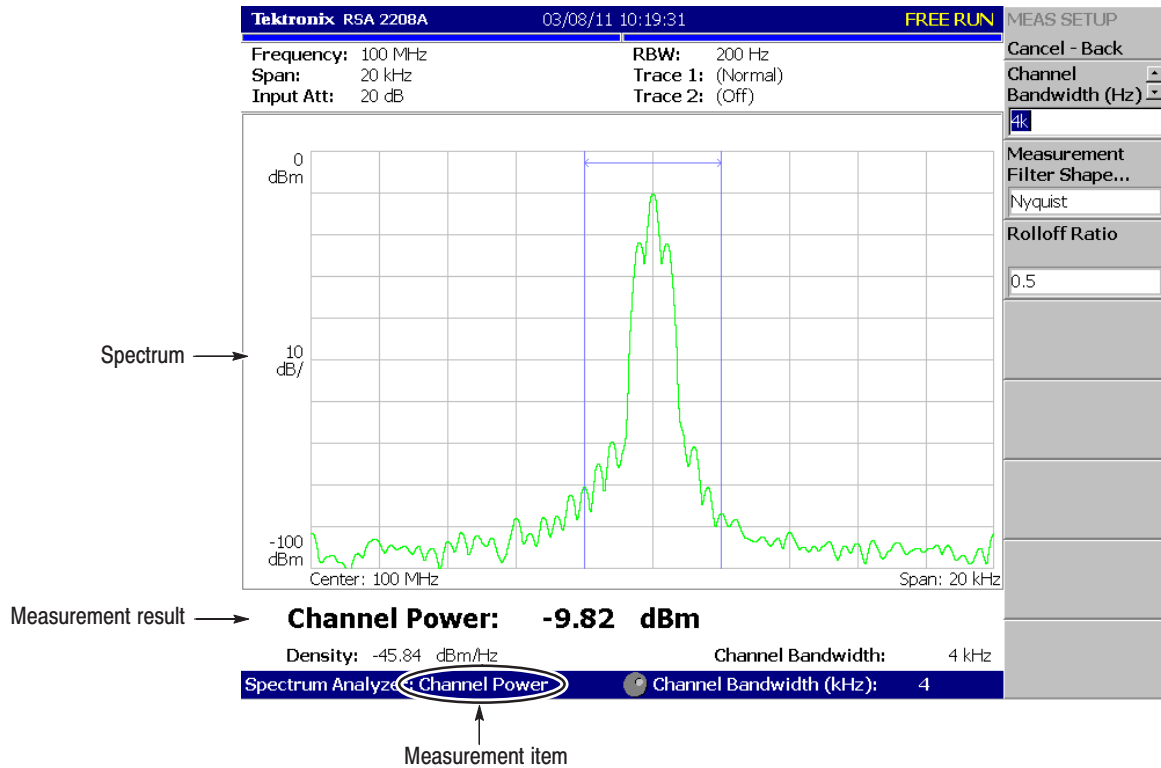 Tektronix RSA 2208A 03/08/11 10:19:31 FREE RUN
MEAS SETUP
Cancel - Back
Frequency: 100 MHz RBW: 200 Hz
Span: 20 kHz Trace 1: (Normal)
Input Att: 20 dB Trace 2: (Off)
Channel
Bandwidth (Hz)
4k
Measurement
Filter Shape...
Nyquist
Rolloff Ratio
0.5
0
dBm
Spectrum
10
dB/
-100
dBm
Center: 100 MHz Span: 20 kHz
Measurement result
Channel Power: -9.82 dBm
Density: -45.84 dBm/Hz Channel Bandwidth: 4 kHz
Spectrum Analyzer: Channel Power Channel Bandwidth (kHz): 4
Measurement item